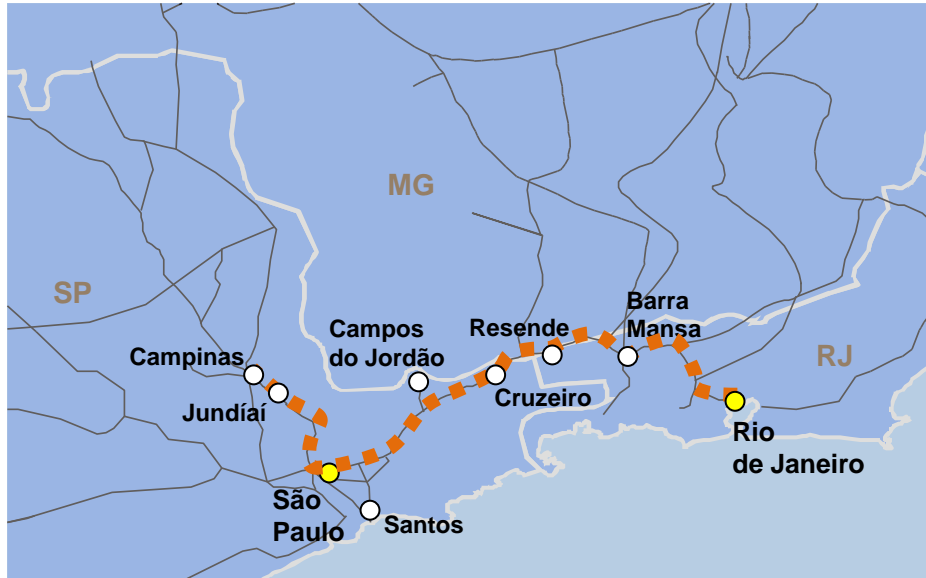 MG
SP
RJ
Campinas
Jundíaí
São
Paulo
Santos
Campos
do Jordão
Resende
Cruzeiro
Barra
Mansa
Rio
de Janeiro